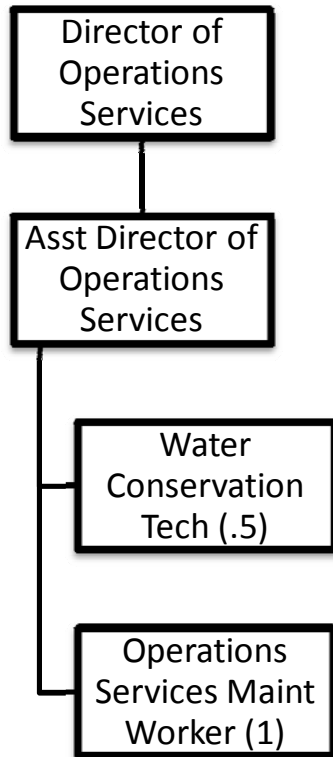 Director of
Operations
Services
Asst Director of
Operations
Services
Water
Conservation
Tech (.5)
Operations
Services Maint
Worker (1)